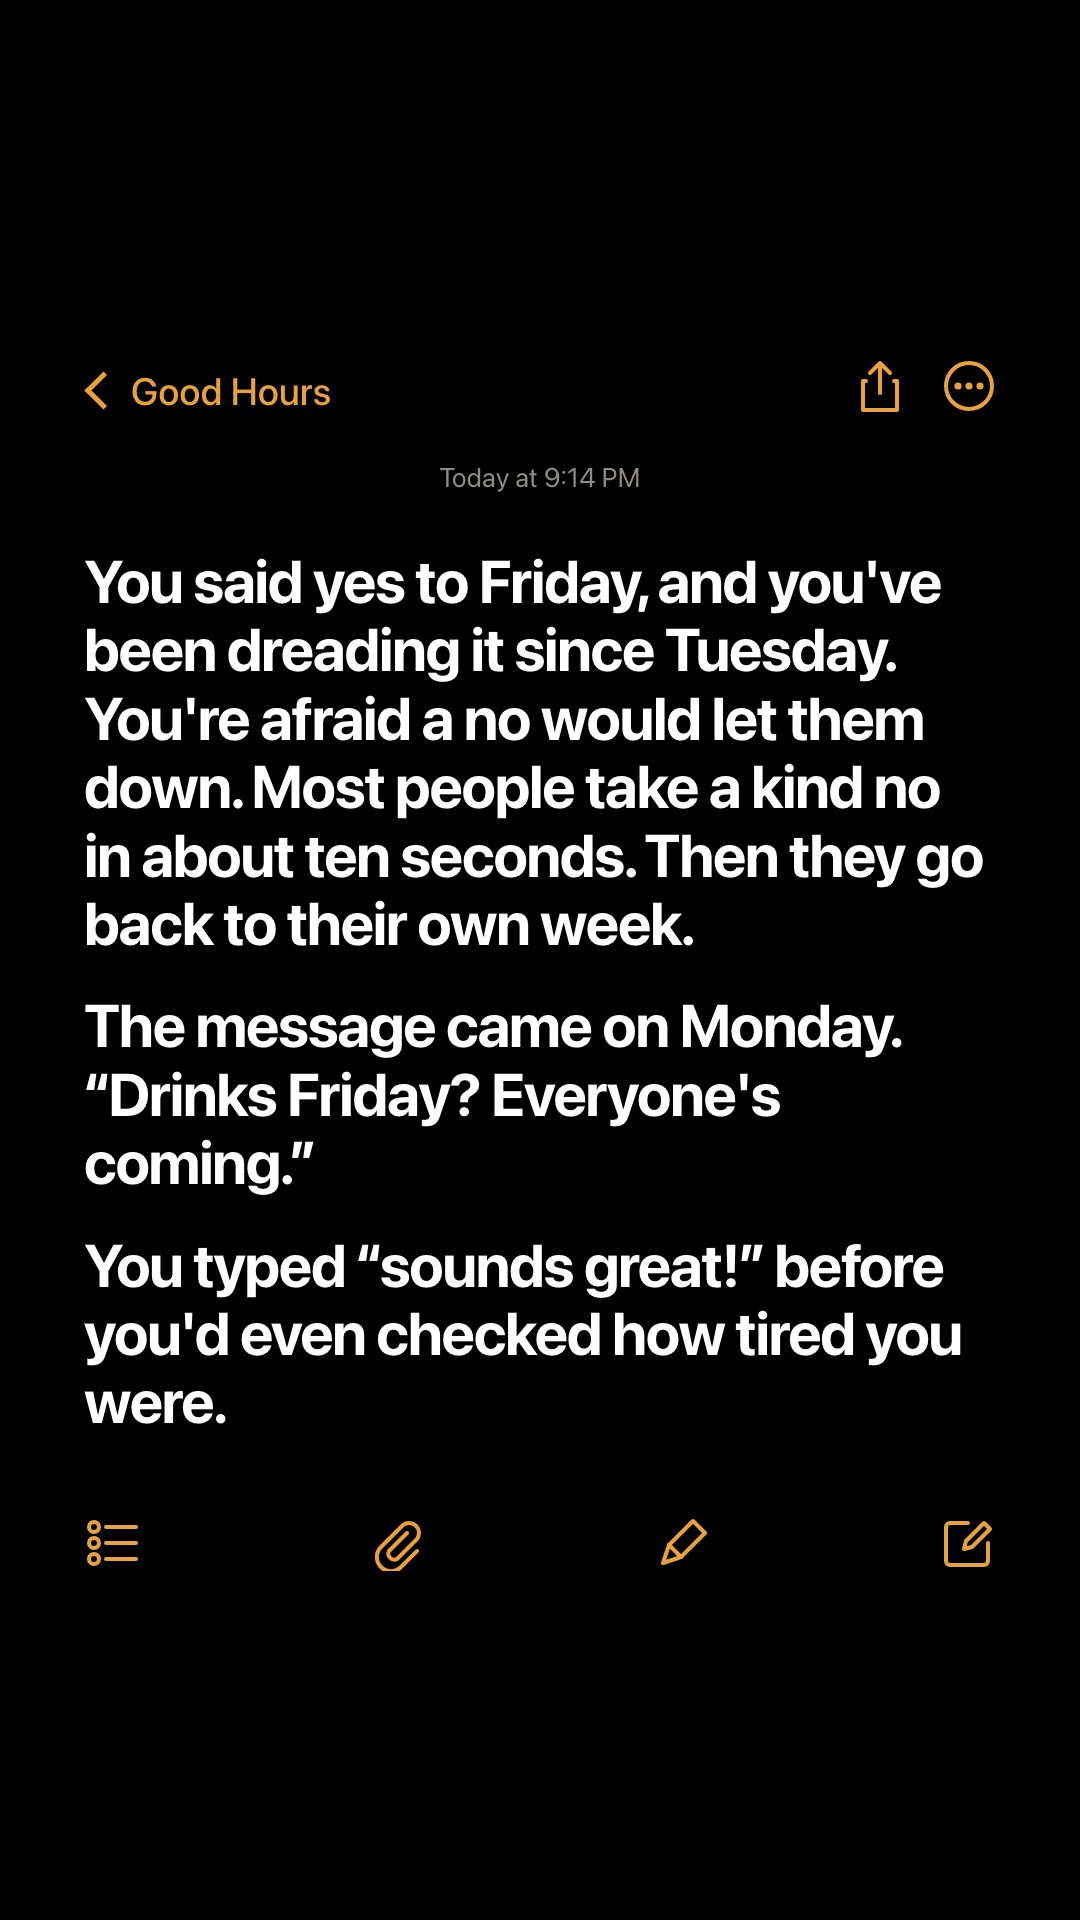 Good Hours
Today at 9:14 PM
You said yes to Friday, and you've
been dreading it since Tuesday.
You're afraid a no would let them
down. Most people take a kind no
in about ten seconds. Then they go
back to their own week.
The message came on Monday.
“Drinks Friday? Everyone's
coming.”
You typed “sounds great!” before
you'd even checked how tired you
were.